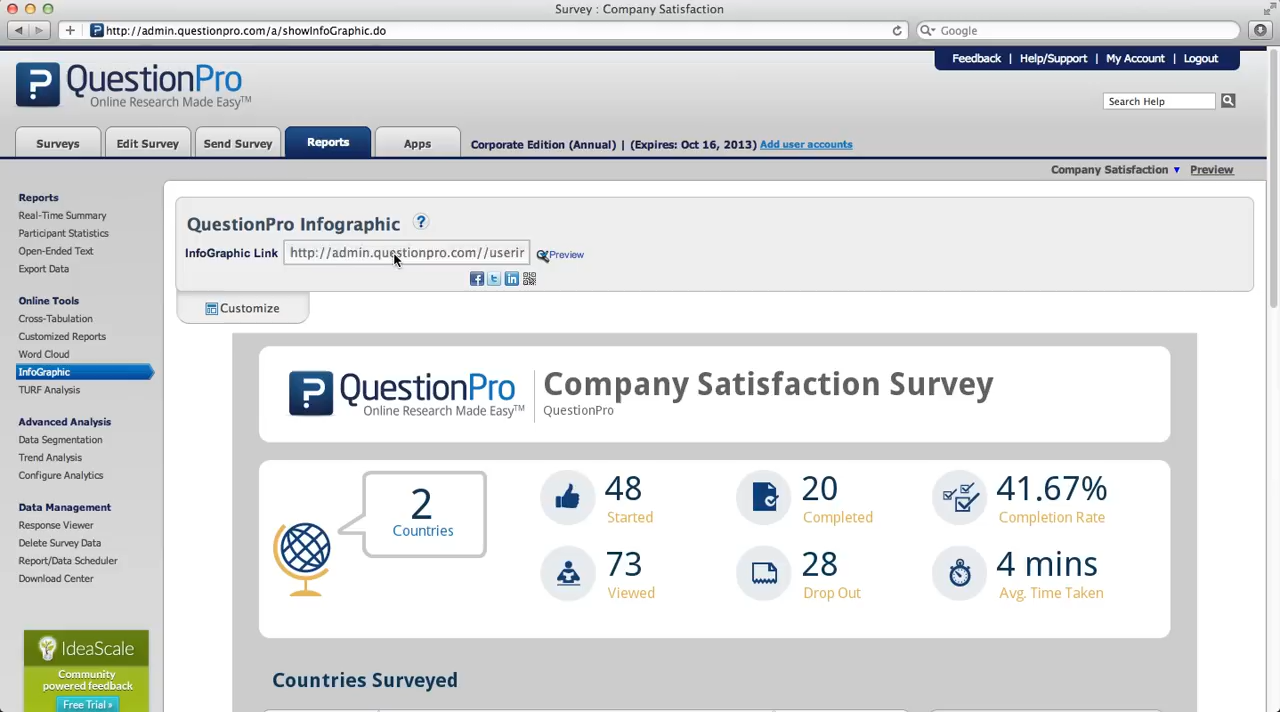 Survey : Company Satisfaction
http://admin.questionpro.com/a/showInfoGraphic.do
Google
Feedback | Help/Support | My Account | Logout
P QuestionPro
Online Research Made Easy™
Search Help
Surveys
Edit Survey
Send Survey
Reports
Apps
Corporate Edition (Annual) | (Expires: Oct 16, 2013) Add user accounts
Company Satisfaction ▼ Preview
Reports
Real-Time Summary
Participant Statistics
Open-Ended Text
Export Data
Online Tools
Cross-Tabulation
Customized Reports
Word Cloud
InfoGraphic
TURF Analysis
Advanced Analysis
Data Segmentation
Trend Analysis
Configure Analytics
Data Management
Response Viewer
Delete Survey Data
Report/Data Scheduler
Download Center
IdeaScale
Community
powered feedback
Free Trial »
QuestionPro Infographic ?
InfoGraphic Link http://admin.questionpro.com//userir Preview
Customize
P QuestionPro
Online Research Made Easy™
Company Satisfaction Survey
QuestionPro
2
Countries
48
Started
20
Completed
41.67%
Completion Rate
73
Viewed
28
Drop Out
4 mins
Avg. Time Taken
Countries Surveyed